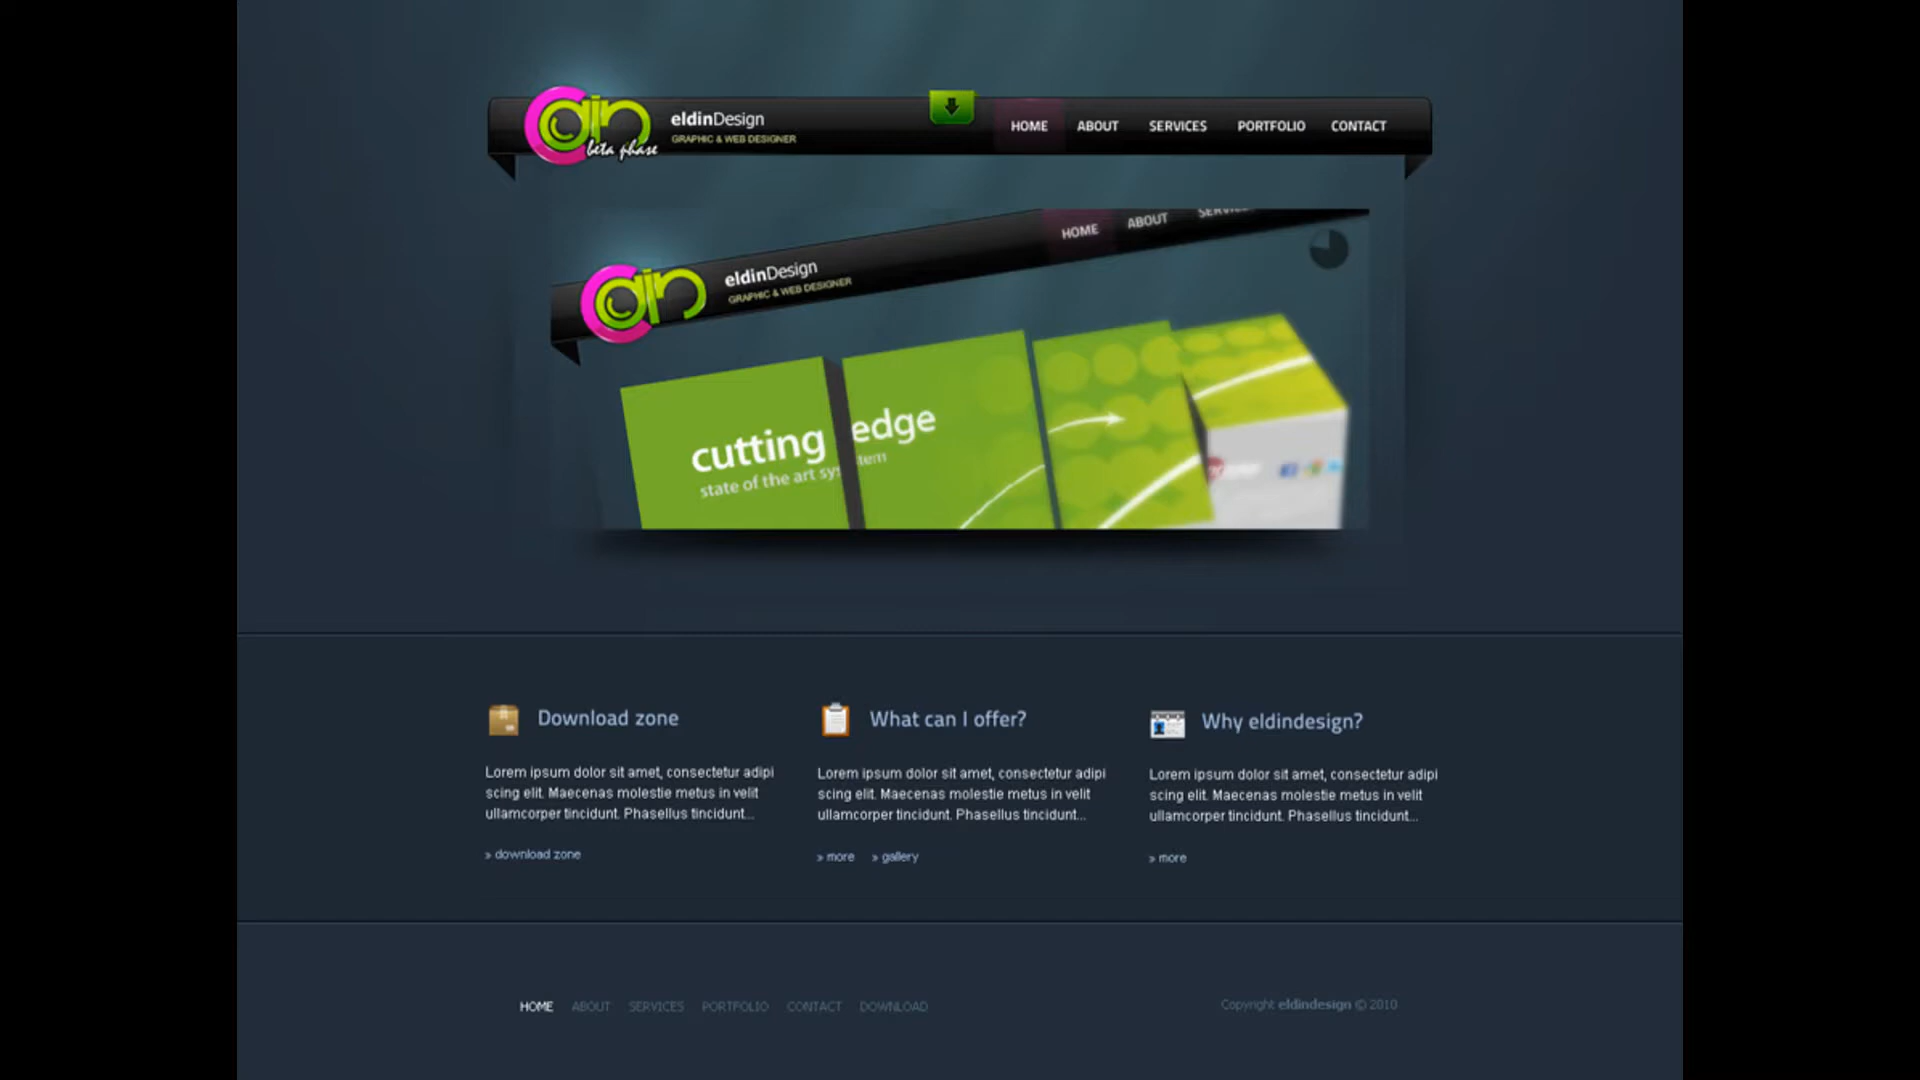 beta phase
eldinDesign
GRAPHIC & WEB DESIGNER
HOME ABOUT SERVICES PORTFOLIO CONTACT
HOME ABOUT
eldinDesign
GRAPHIC & WEB DESIGNER
cutting edge
state of the art system
Download zone
Lorem ipsum dolor sit amet, consectetur adipi
scing elit. Maecenas molestie metus in velit
ullamcorper tincidunt. Phasellus tincidunt...
» download zone
What can I offer?
Lorem ipsum dolor sit amet, consectetur adipi
scing elit. Maecenas molestie metus in velit
ullamcorper tincidunt. Phasellus tincidunt...
» more » gallery
Why eldindesign?
Lorem ipsum dolor sit amet, consectetur adipi
scing elit. Maecenas molestie metus in velit
ullamcorper tincidunt. Phasellus tincidunt...
» more
HOME ABOUT SERVICES PORTFOLIO CONTACT DOWNLOAD
Copyright eldindesign © 2010